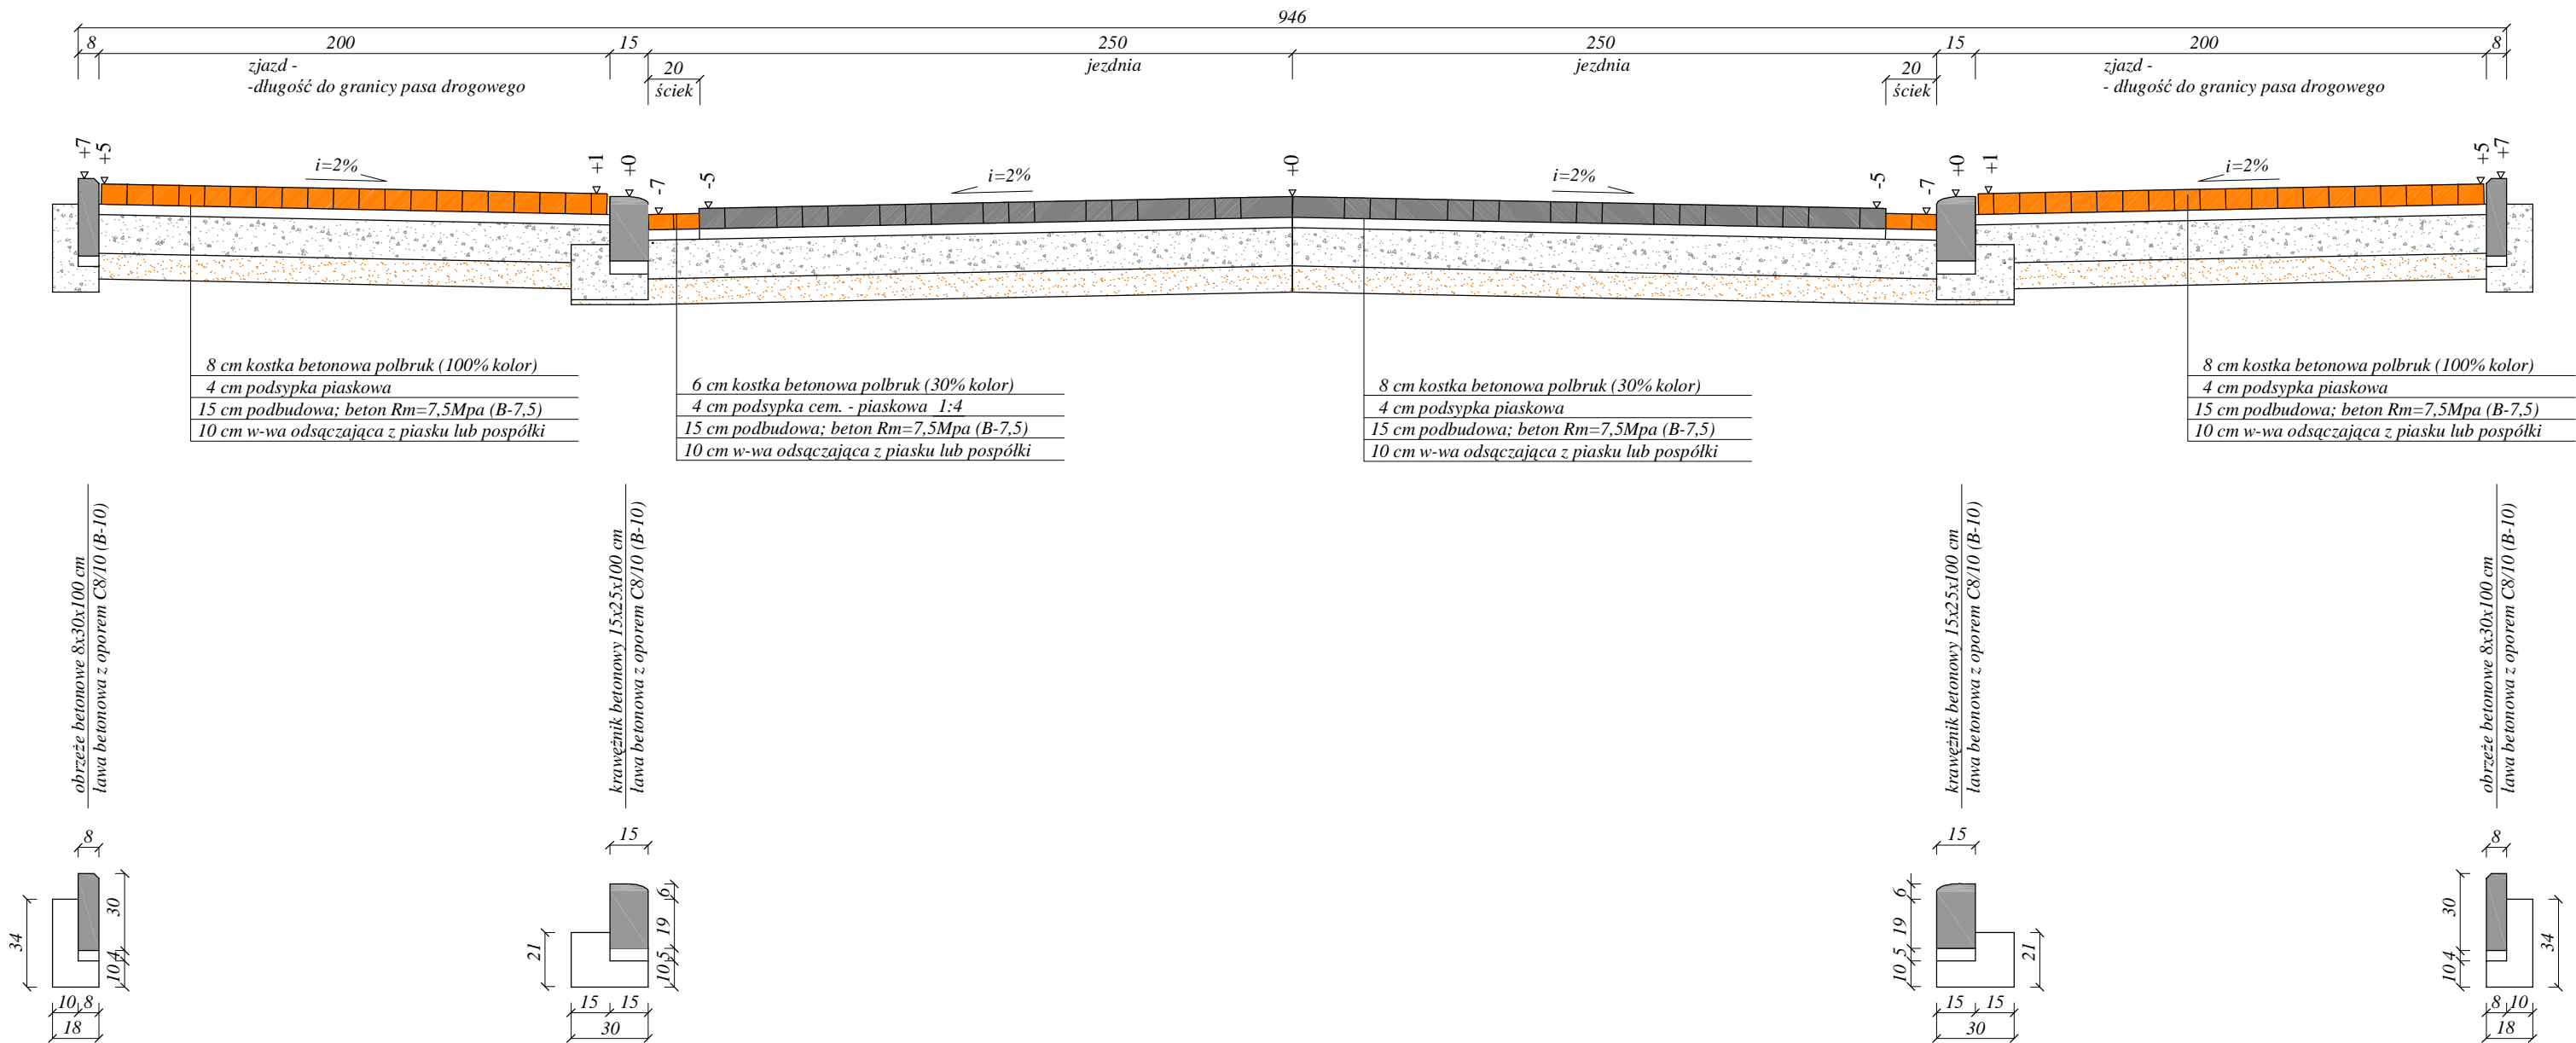 946
8 200 15 250 250 15 200 8
zjazd -
-długość do granicy pasa drogowego
20
ściek
jezdnia
jezdnia
20
ściek
zjazd -
- długość do granicy pasa drogowego
+7 +5 i=2% +1 +0 -7 -5 i=2% +0 i=2% -5 -7 +0 +1 i=2% +5 +7
8 cm kostka betonowa polbruk (100% kolor)
4 cm podsypka piaskowa
15 cm podbudowa; beton Rm=7,5Mpa (B-7,5)
10 cm w-wa odsączająca z piasku lub pospółki
6 cm kostka betonowa polbruk (30% kolor)
4 cm podsypka cem. - piaskowa 1:4
15 cm podbudowa; beton Rm=7,5Mpa (B-7,5)
10 cm w-wa odsączająca z piasku lub pospółki
8 cm kostka betonowa polbruk (30% kolor)
4 cm podsypka piaskowa
15 cm podbudowa; beton Rm=7,5Mpa (B-7,5)
10 cm w-wa odsączająca z piasku lub pospółki
8 cm kostka betonowa polbruk (100% kolor)
4 cm podsypka piaskowa
15 cm podbudowa; beton Rm=7,5Mpa (B-7,5)
10 cm w-wa odsączająca z piasku lub pospółki
obrzeże betonowe 8x30x100 cm
ława betonowa z oporem C8/10 (B-10)
krawężnik betonowy 15x25x100 cm
ława betonowa z oporem C8/10 (B-10)
krawężnik betonowy 15x25x100 cm
ława betonowa z oporem C8/10 (B-10)
obrzeże betonowe 8x30x100 cm
ława betonowa z oporem C8/10 (B-10)
8
34
30
4
10
10 8
18
15
21
6
19
5
10
15 15
30
15
6
19
5
10
21
15 15
30
8
30
4
10
34
8 10
18